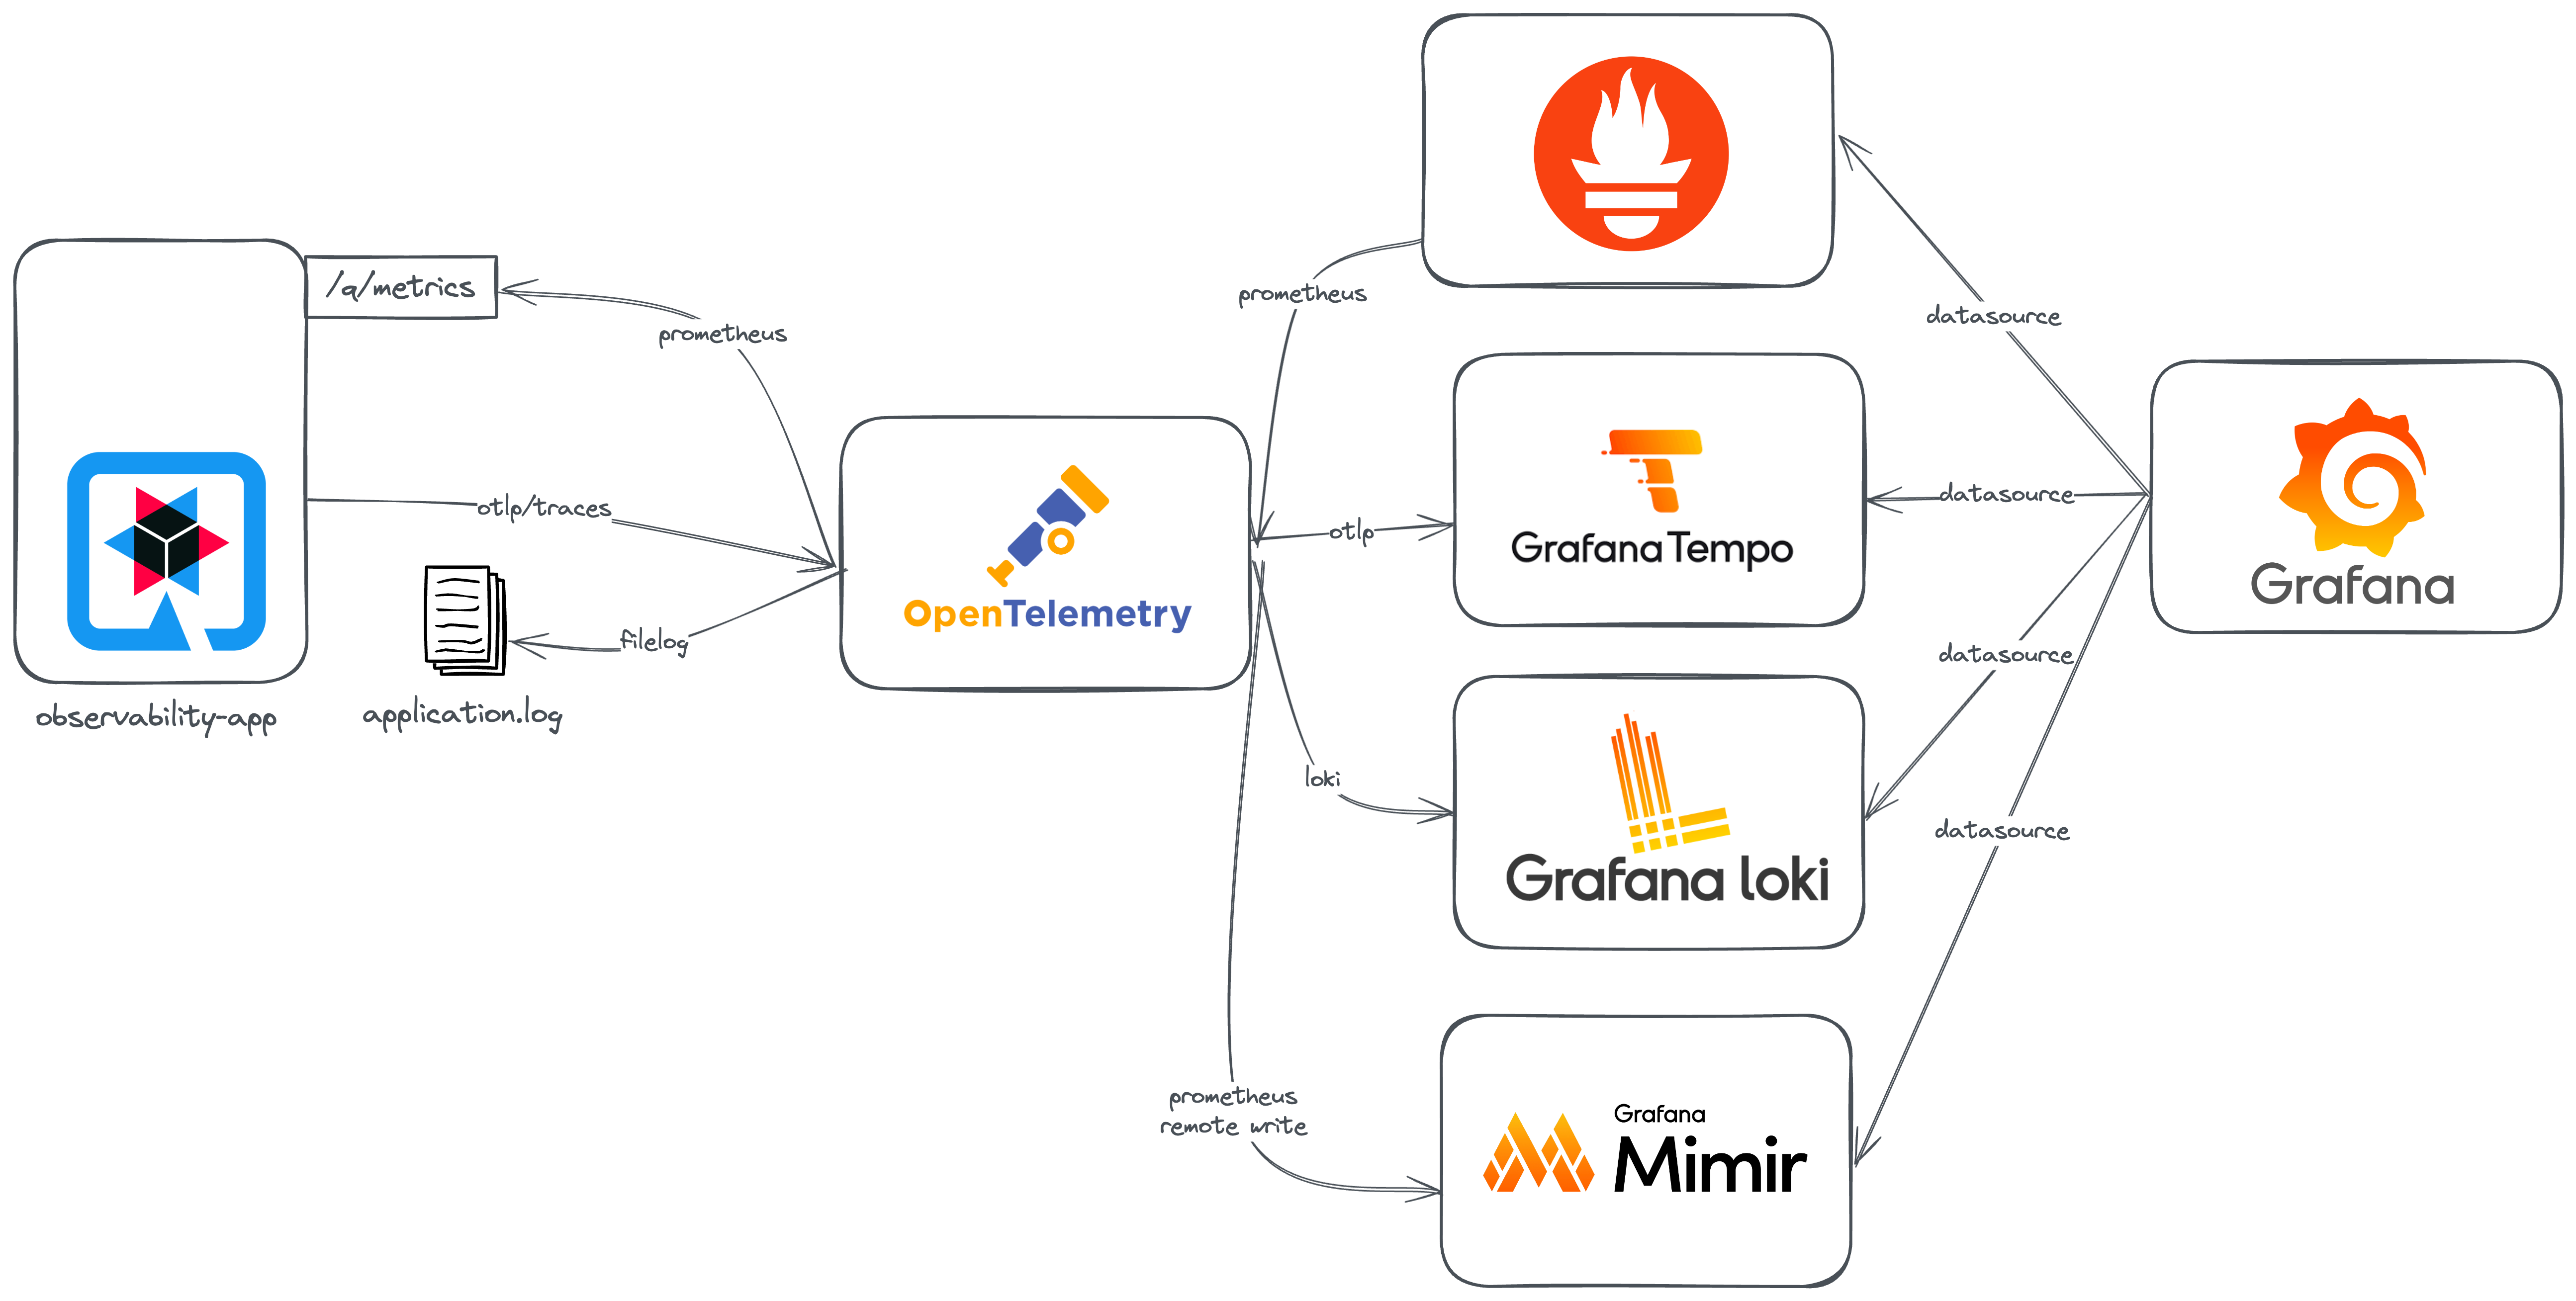 /q/metrics
prometheus
otlp/traces
filelog
observability-app
application.log
OpenTelemetry
prometheus
otlp
loki
prometheus
remote write
Grafana Tempo
Grafana loki
Grafana
Mimir
datasource
datasource
datasource
datasource
Grafana